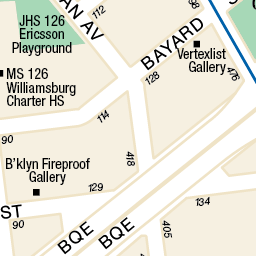 JHS 126
Ericsson
Playground
AN AV
112
98
BAYARD
Vertexlist
Gallery
476
128
MS 126
Williamsburg
Charter HS
114
90
418
B'klyn Fireproof
Gallery
129
134
ST
90
BQE
BQE
405